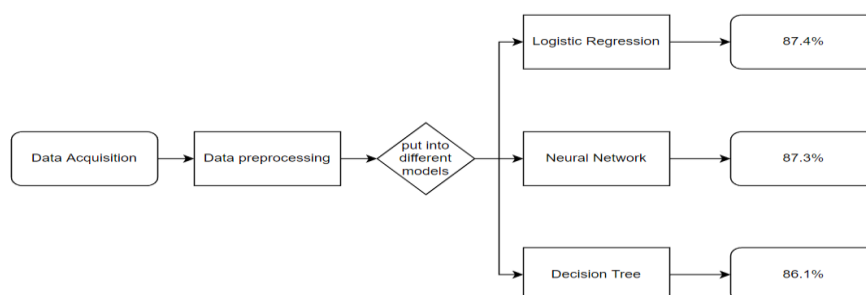 Logistic Regression
87.4%
Data Acquisition
Data preprocessing
put into
different
models
Neural Network
87.3%
Decision Tree
86.1%